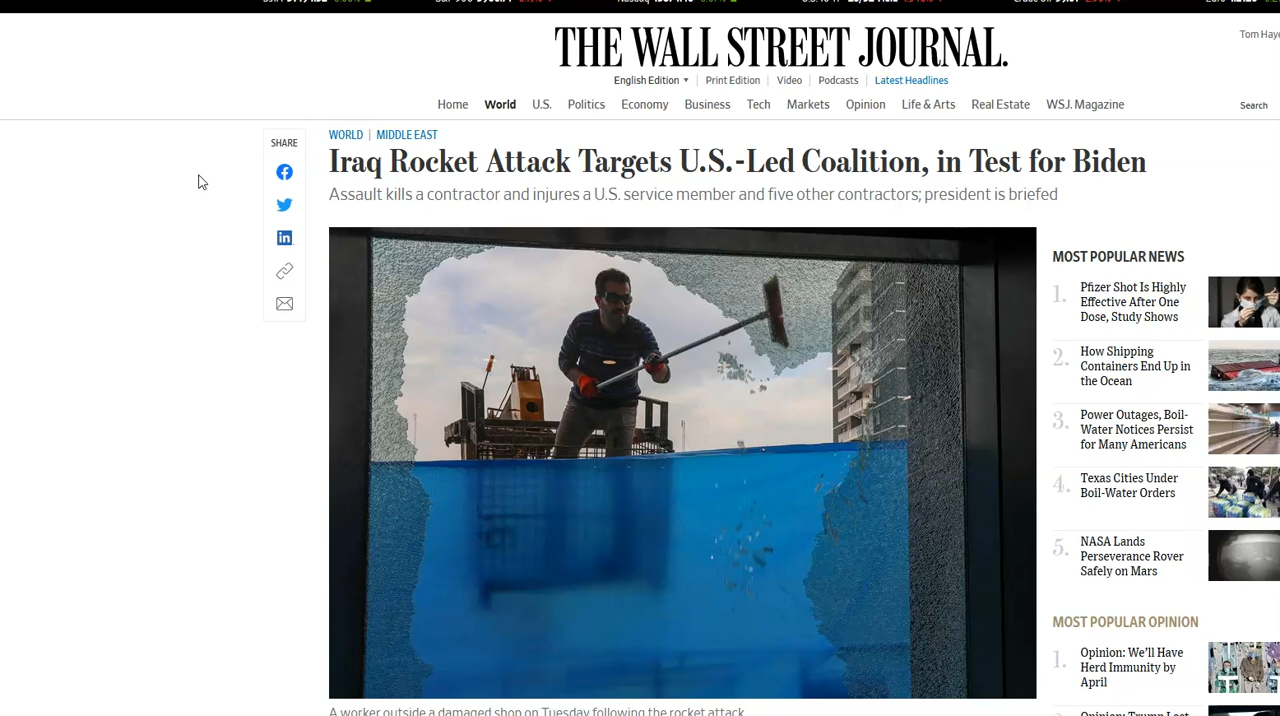 THE WALL STREET JOURNAL.
English Edition
Print Edition
Video
Podcasts
Latest Headlines
Home
World
U.S.
Politics
Economy
Business
Tech
Markets
Opinion
Life & Arts
Real Estate
WSJ. Magazine
Search
SHARE
WORLD | MIDDLE EAST
Iraq Rocket Attack Targets U.S.-Led Coalition, in Test for Biden
Assault kills a contractor and injures a U.S. service member and five other contractors; president is briefed
A worker outside a damaged shop on Tuesday following the rocket attack.
MOST POPULAR NEWS
1.
Pfizer Shot Is Highly
Effective After One
Dose, Study Shows
2.
How Shipping
Containers End Up in
the Ocean
3.
Power Outages, Boil-
Water Notices Persist
for Many Americans
4.
Texas Cities Under
Boil-Water Orders
5.
NASA Lands
Perseverance Rover
Safely on Mars
MOST POPULAR OPINION
1.
Opinion: We'll Have
Herd Immunity by
April
Opinion: Trump Lost